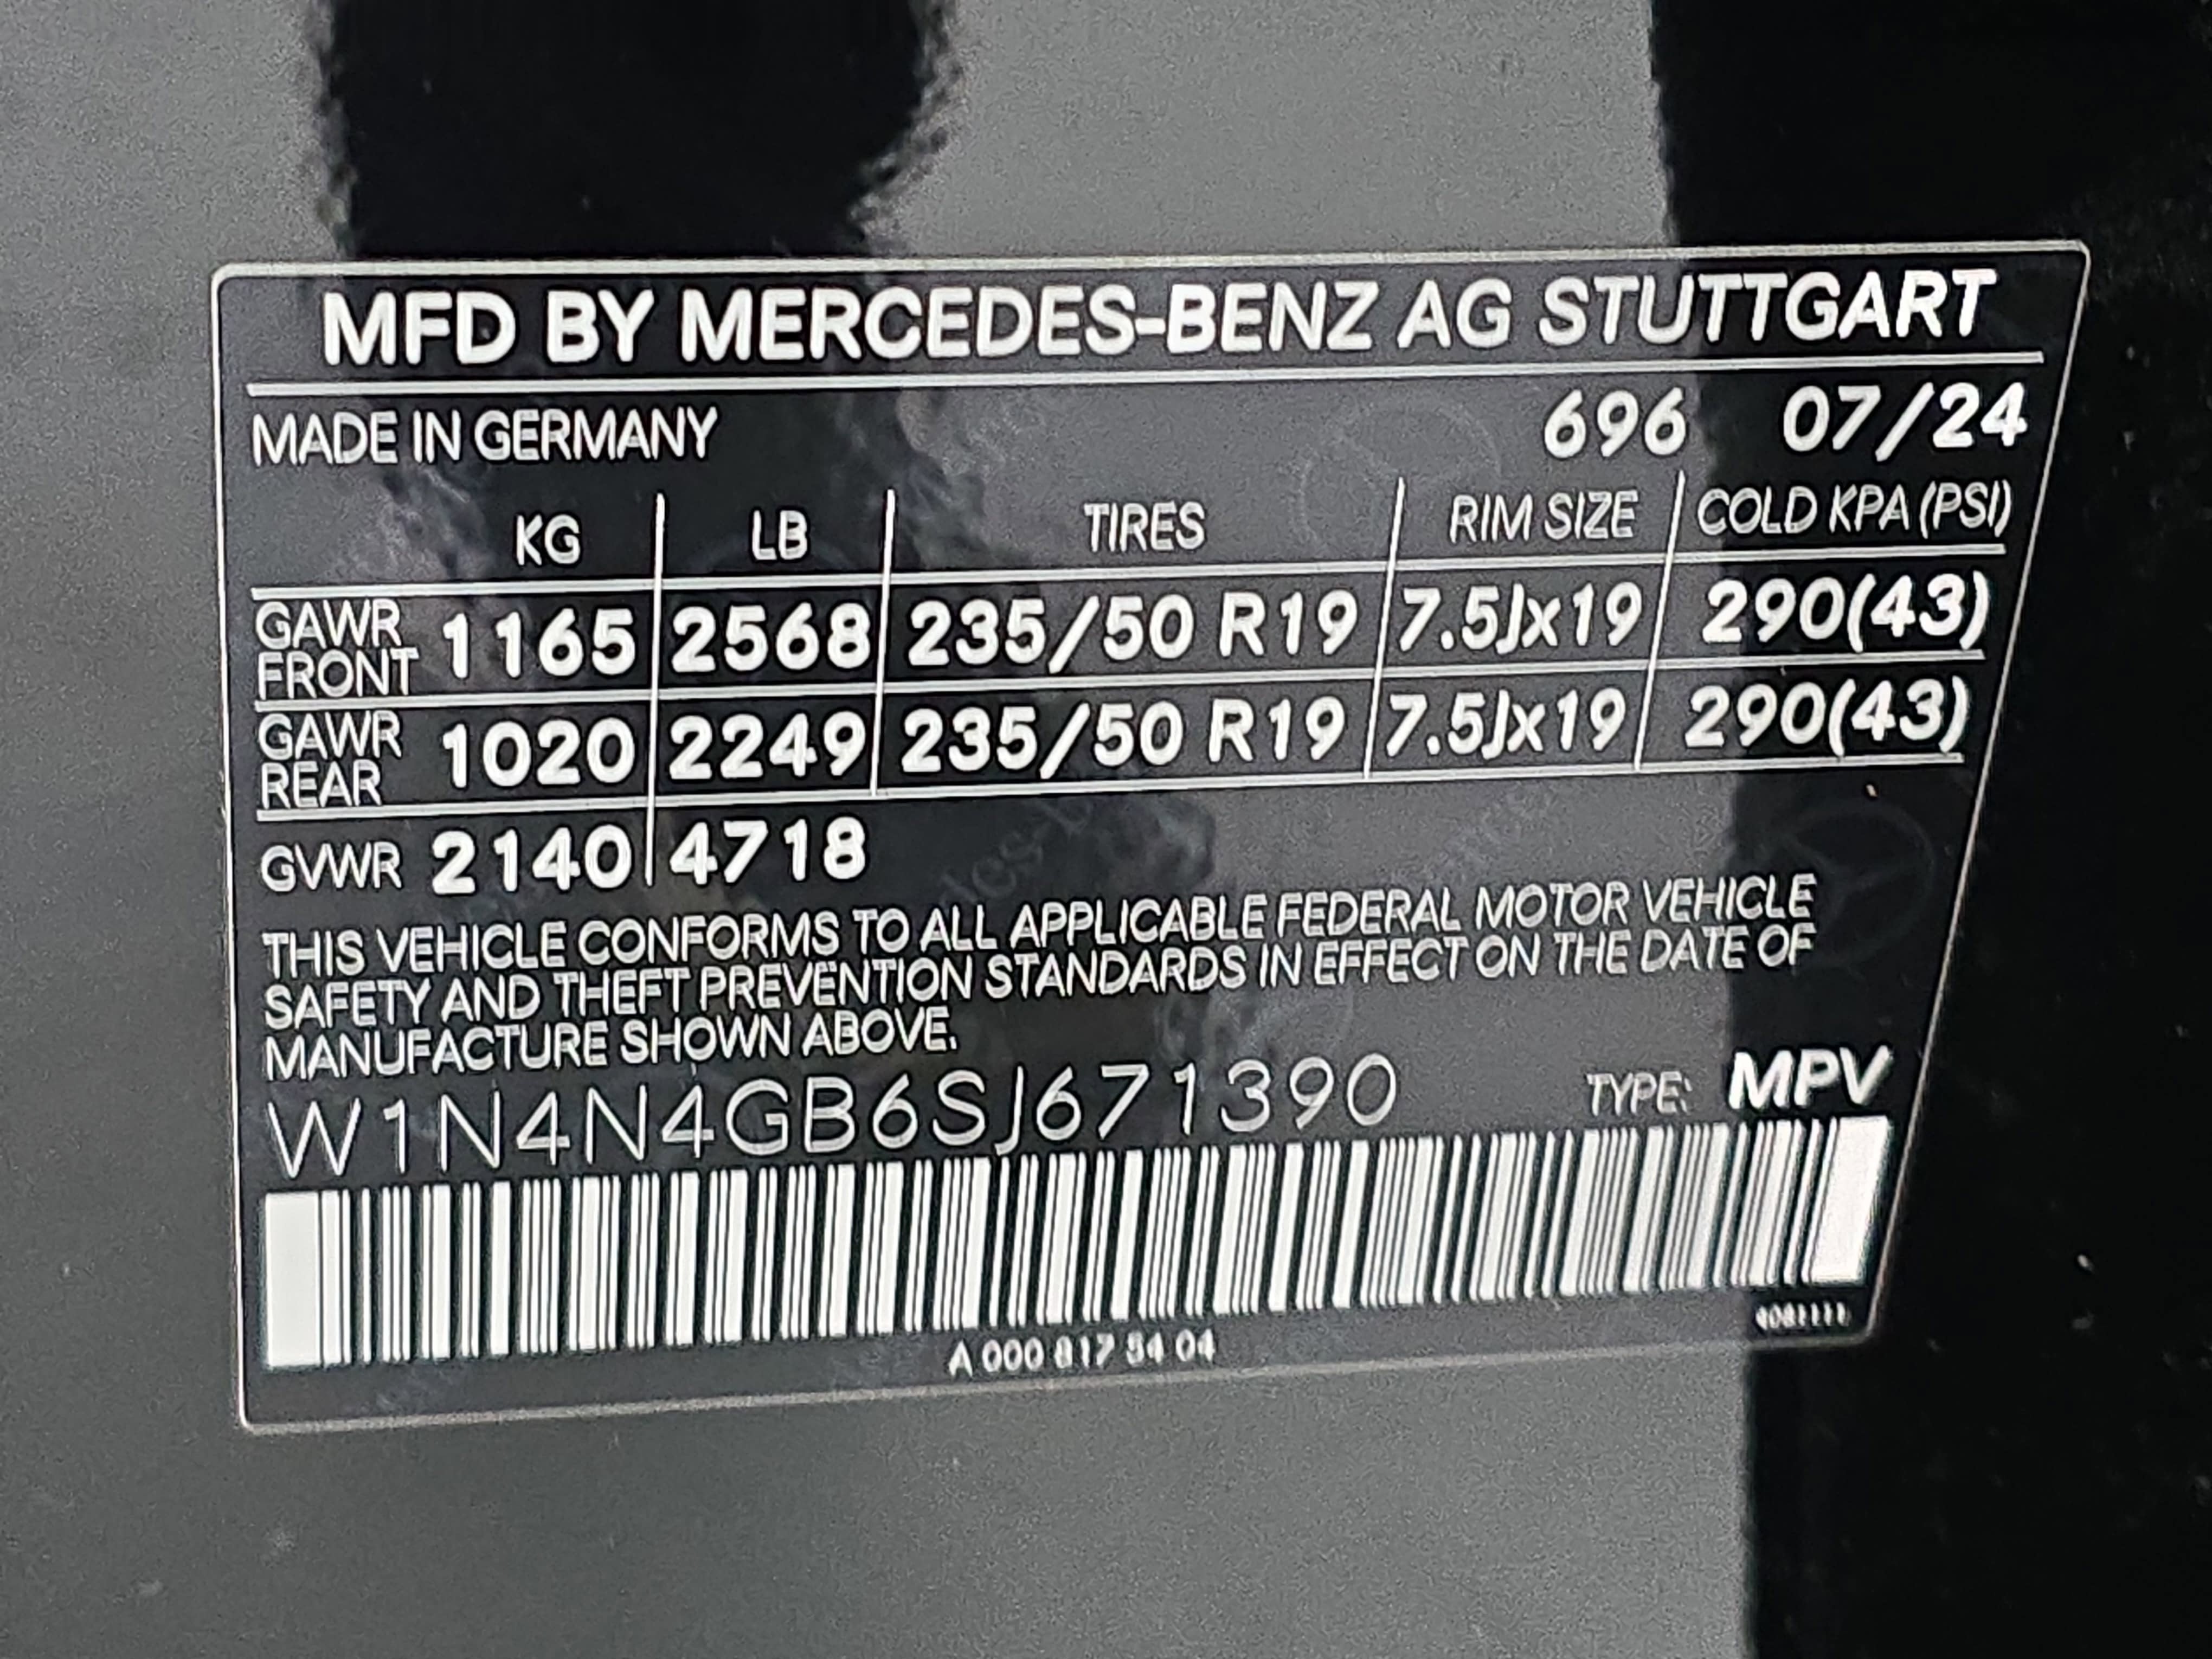 MFD BY MERCEDES-BENZ AG STUTTGART
MADE IN GERMANY 696 07/24
KG LB TIRES RIM SIZE COLD KPA (PSI)
GAWR FRONT 1165 2568 235/50 R19 7.5Jx19 290(43)
GAWR REAR 1020 2249 235/50 R19 7.5Jx19 290(43)
GVWR 2140 4718
THIS VEHICLE CONFORMS TO ALL APPLICABLE FEDERAL MOTOR VEHICLE
SAFETY AND THEFT PREVENTION STANDARDS IN EFFECT ON THE DATE OF
MANUFACTURE SHOWN ABOVE.
W1N4N4GB6SJ671390 TYPE: MPV
A 000 817 54 04